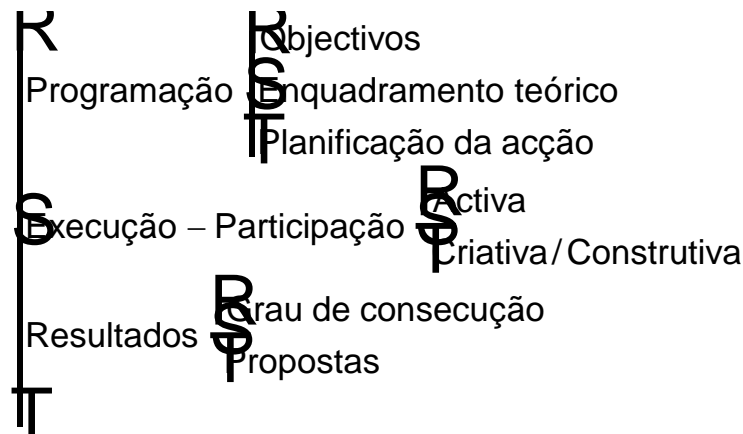 Objectivos
Programação Enquadramento teórico
Planificação da acção
Activa
Execução – Participação
Criativa/Construtiva
Grau de consecução
Resultados
Propostas